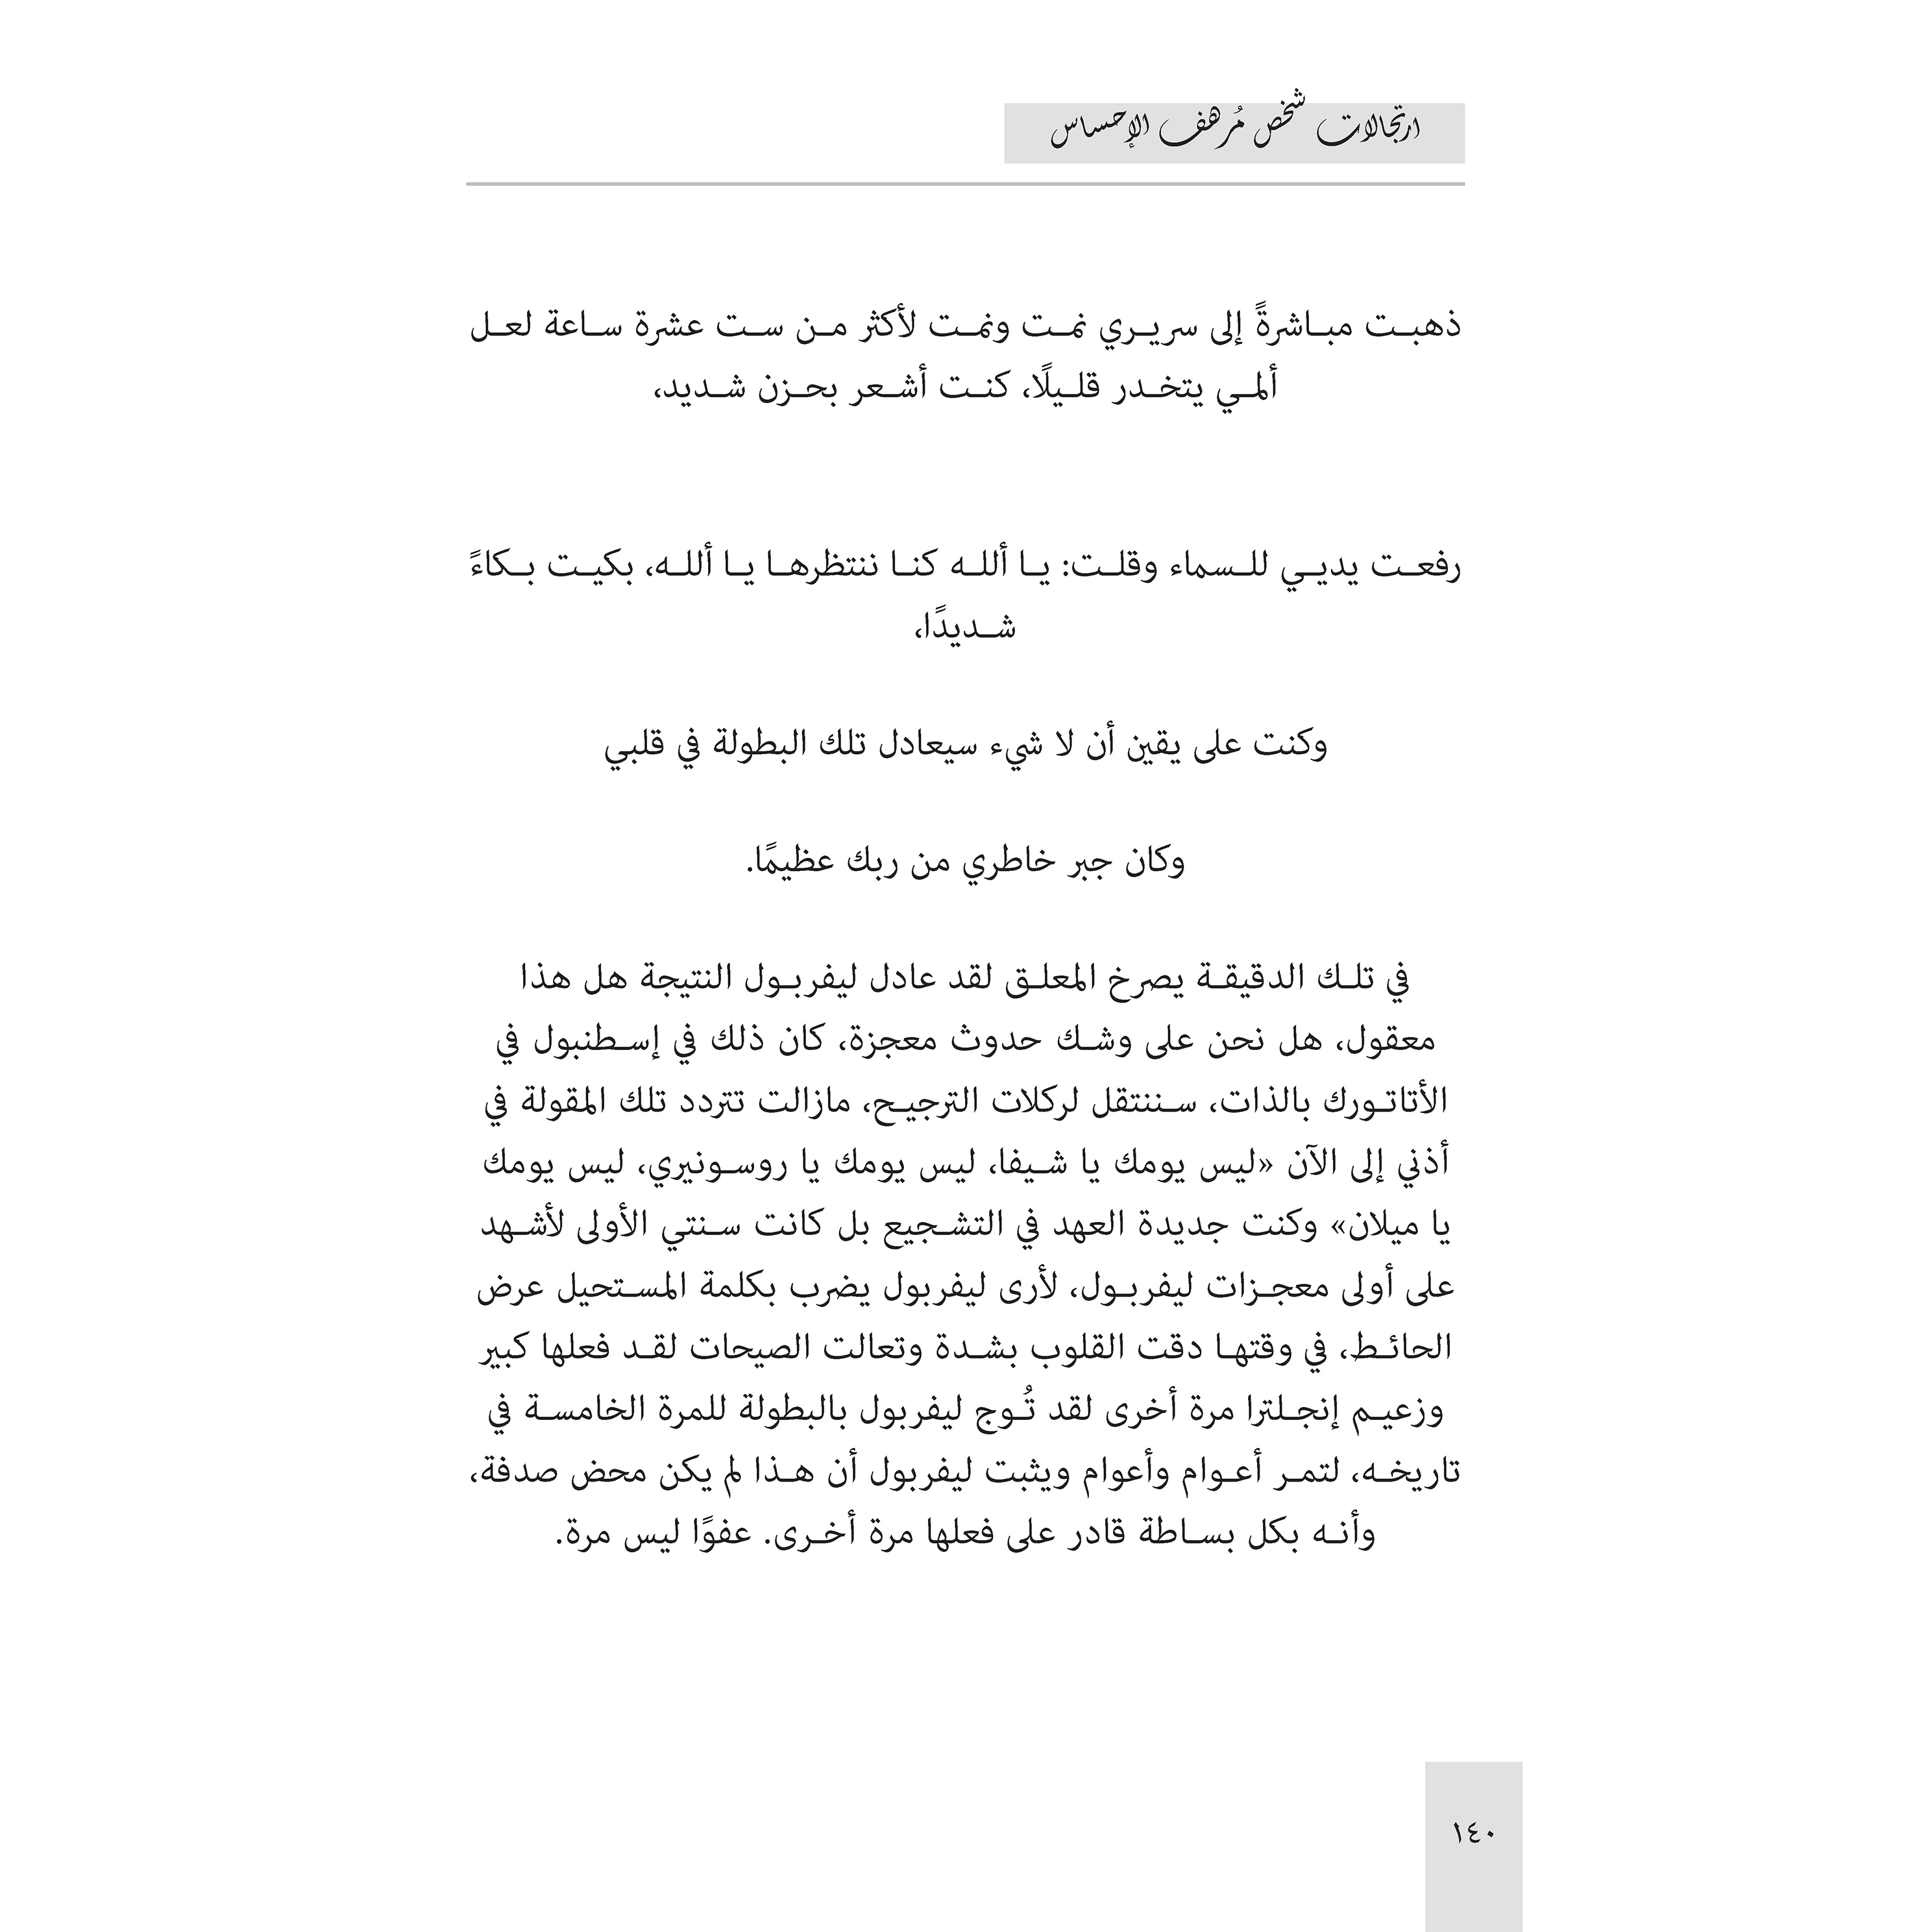 ارتجالات شخص مُرهف الإحساس
ذهبت مباشرةً إلى سريري نمت ونمت لأكثر من ست عشرة ساعة لعل
ألمي يتخدر قليلًا، كنت أشعر بحزن شديد،
رفعت يديي للسماء وقلت: يا ألله كنا ننتظرها يا ألله، بكيت بكاءً
شديدًا،
وكنت على يقين أن لا شيء سيعادل تلك البطولة في قلبي
وكان جبر خاطري من ربك عظيمًا.
في تلك الدقيقة يصرخ المعلق لقد عادل ليفربول النتيجة هل هذا
معقول، هل نحن على وشك حدوث معجزة، كان ذلك في إسطنبول في
الأتاتورك بالذات، سننتقل لركلات الترجيح، مازالت تتردد تلك المقولة في
أذني إلى الآن «ليس يومك يا شيفا، ليس يومك يا روسونيري، ليس يومك
يا ميلان» وكنت جديدة العهد في التشجيع بل كانت سنتي الأولى لأشهد
على أولى معجزات ليفربول، لأرى ليفربول يضرب بكلمة المستحيل عرض
الحائط، في وقتها دقت القلوب بشدة وتعالت الصيحات لقد فعلها كبير
وزعيم إنجلترا مرة أخرى لقد تُوج ليفربول بالبطولة للمرة الخامسة في
تاريخه، لتمر أعوام وأعوام ويثبت ليفربول أن هذا لم يكن محض صدفة،
وأنه بكل بساطة قادر على فعلها مرة أخرى. عفوًا ليس مرة.
١٤٠